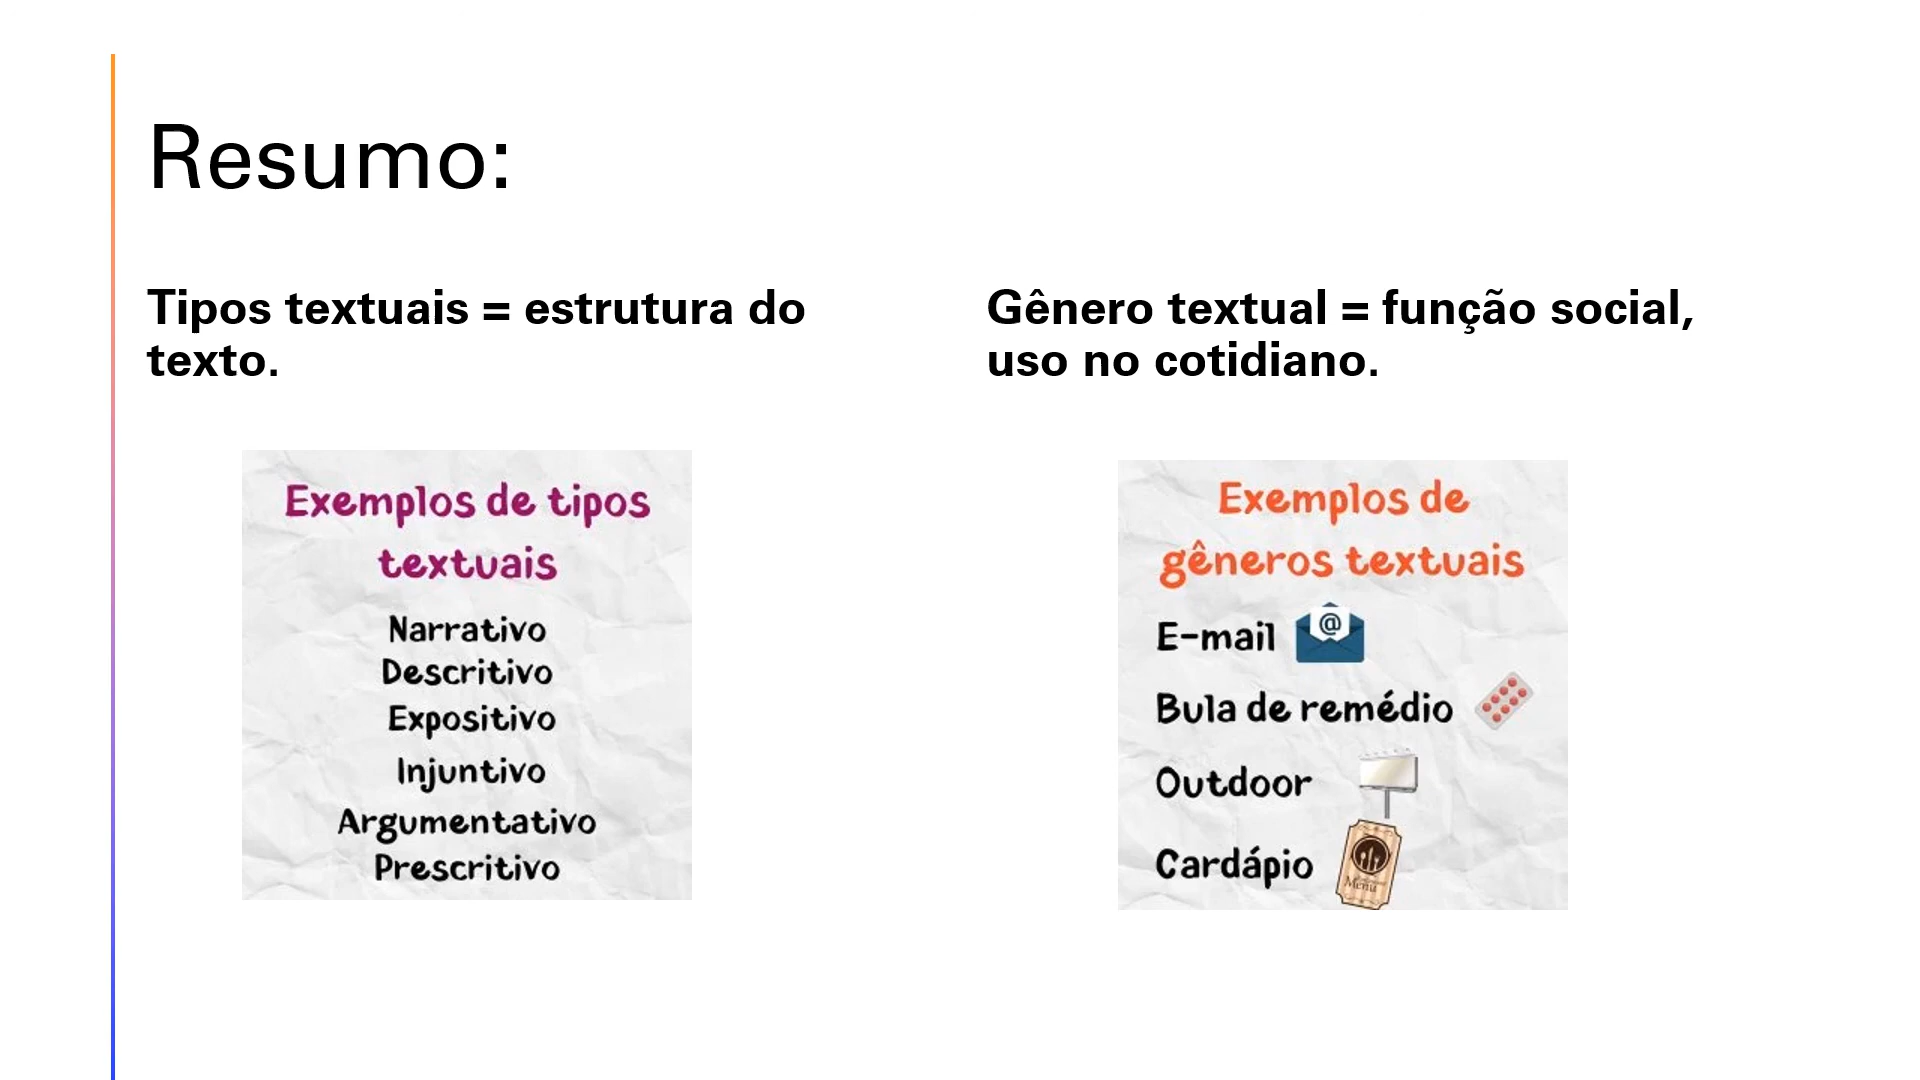 Resumo:
Tipos textuais = estrutura do
texto.
Exemplos de tipos
textuais
Narrativo
Descritivo
Expositivo
Injuntivo
Argumentativo
Prescritivo
Gênero textual = função social,
uso no cotidiano.
Exemplos de
gêneros textuais
E-mail
@
Bula de remédio
Outdoor
Cardápio
Menu